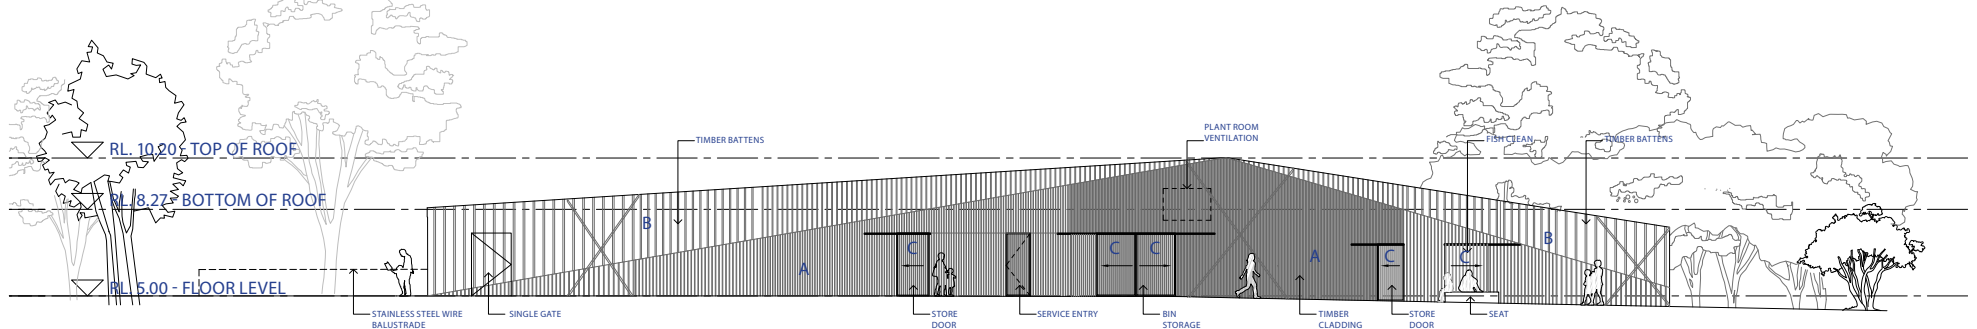 PLANT ROOM
VENTILATION
TIMBER BATTENS
FISH CLEAN
TIMBER BATTENS
RL. 10.20 - TOP OF ROOF
RL. 8.27 - BOTTOM OF ROOF
B
B
C
C
C
C
C
A
A
RL. 5.00 - FLOOR LEVEL
STAINLESS STEEL WIRE
BALUSTRADE
SINGLE GATE
STORE
DOOR
SERVICE ENTRY
BIN
STORAGE
TIMBER
CLADDING
STORE
DOOR
SEAT